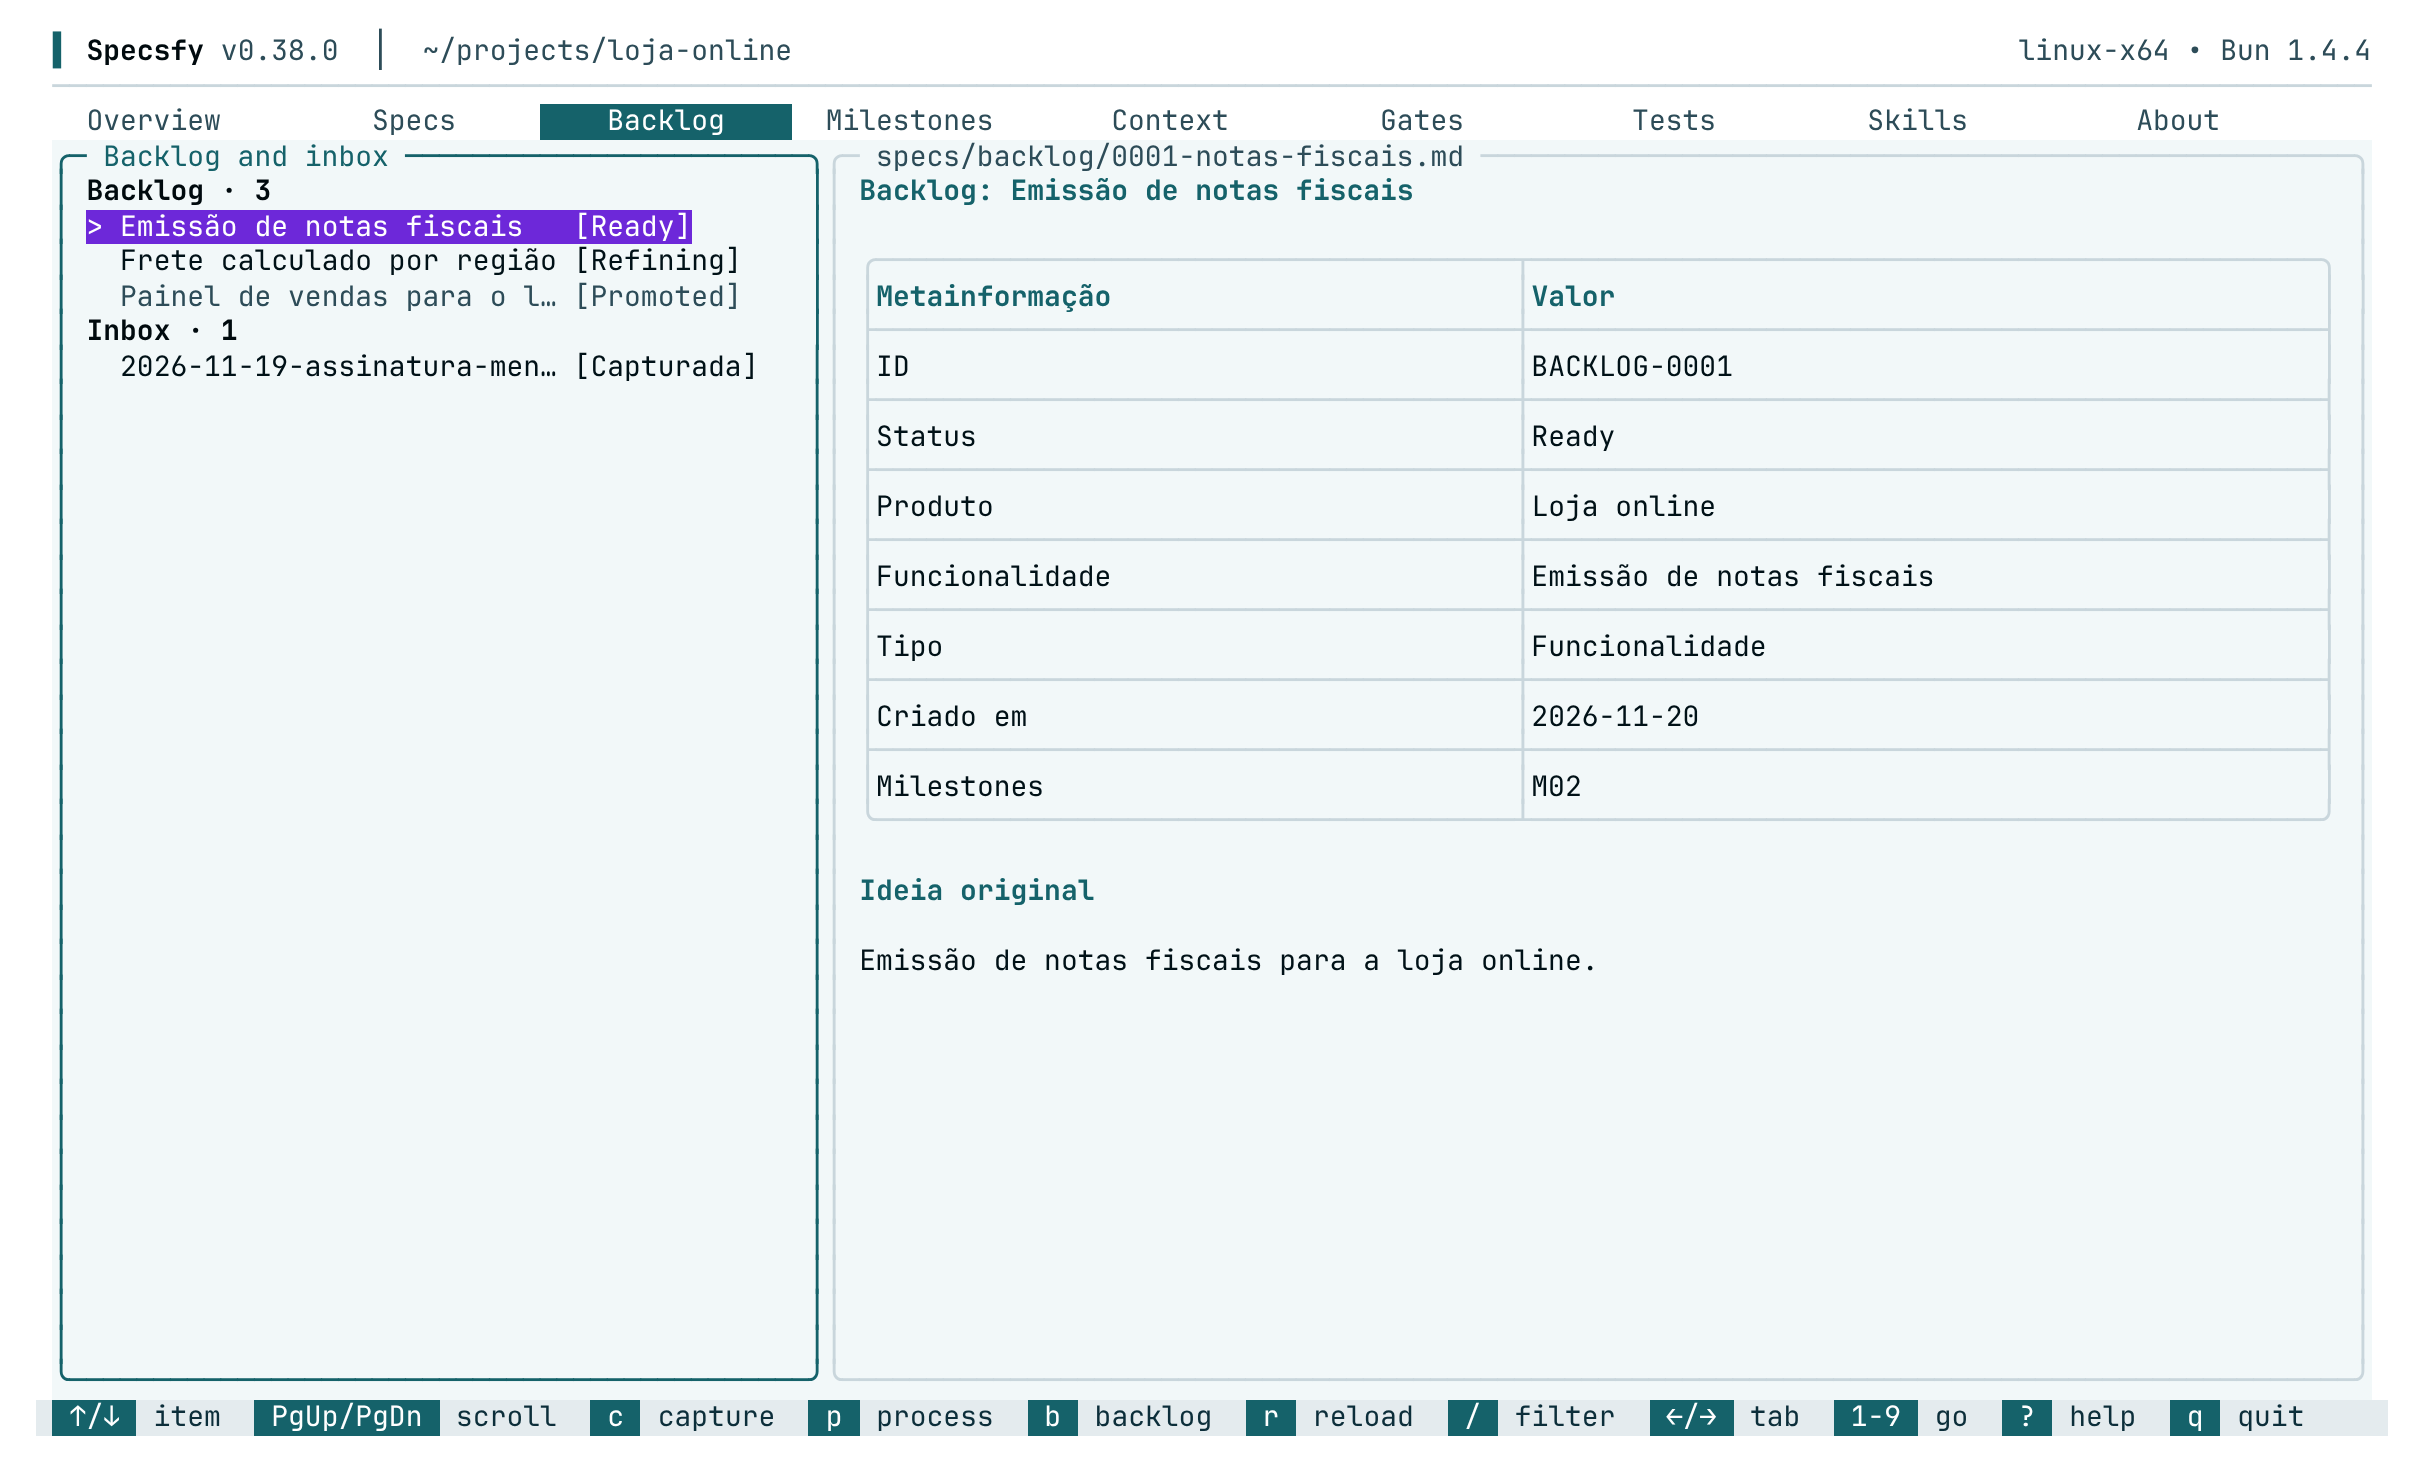 Specsfy v0.38.0 │ ~/projects/loja-online linux-x64 • Bun 1.4.4
Overview Specs Backlog Milestones Context Gates Tests Skills About
Backlog and inbox
Backlog · 3
> Emissão de notas fiscais [Ready]
Frete calculado por região [Refining]
Painel de vendas para o l… [Promoted]
Inbox · 1
2026-11-19-assinatura-men… [Capturada]
specs/backlog/0001-notas-fiscais.md
Backlog: Emissão de notas fiscais
Metainformação Valor
ID BACKLOG-0001
Status Ready
Produto Loja online
Funcionalidade Emissão de notas fiscais
Tipo Funcionalidade
Criado em 2026-11-20
Milestones M02
Ideia original
Emissão de notas fiscais para a loja online.
↑/↓ item PgUp/PgDn scroll c capture p process b backlog r reload / filter ←/→ tab 1-9 go ? help q quit